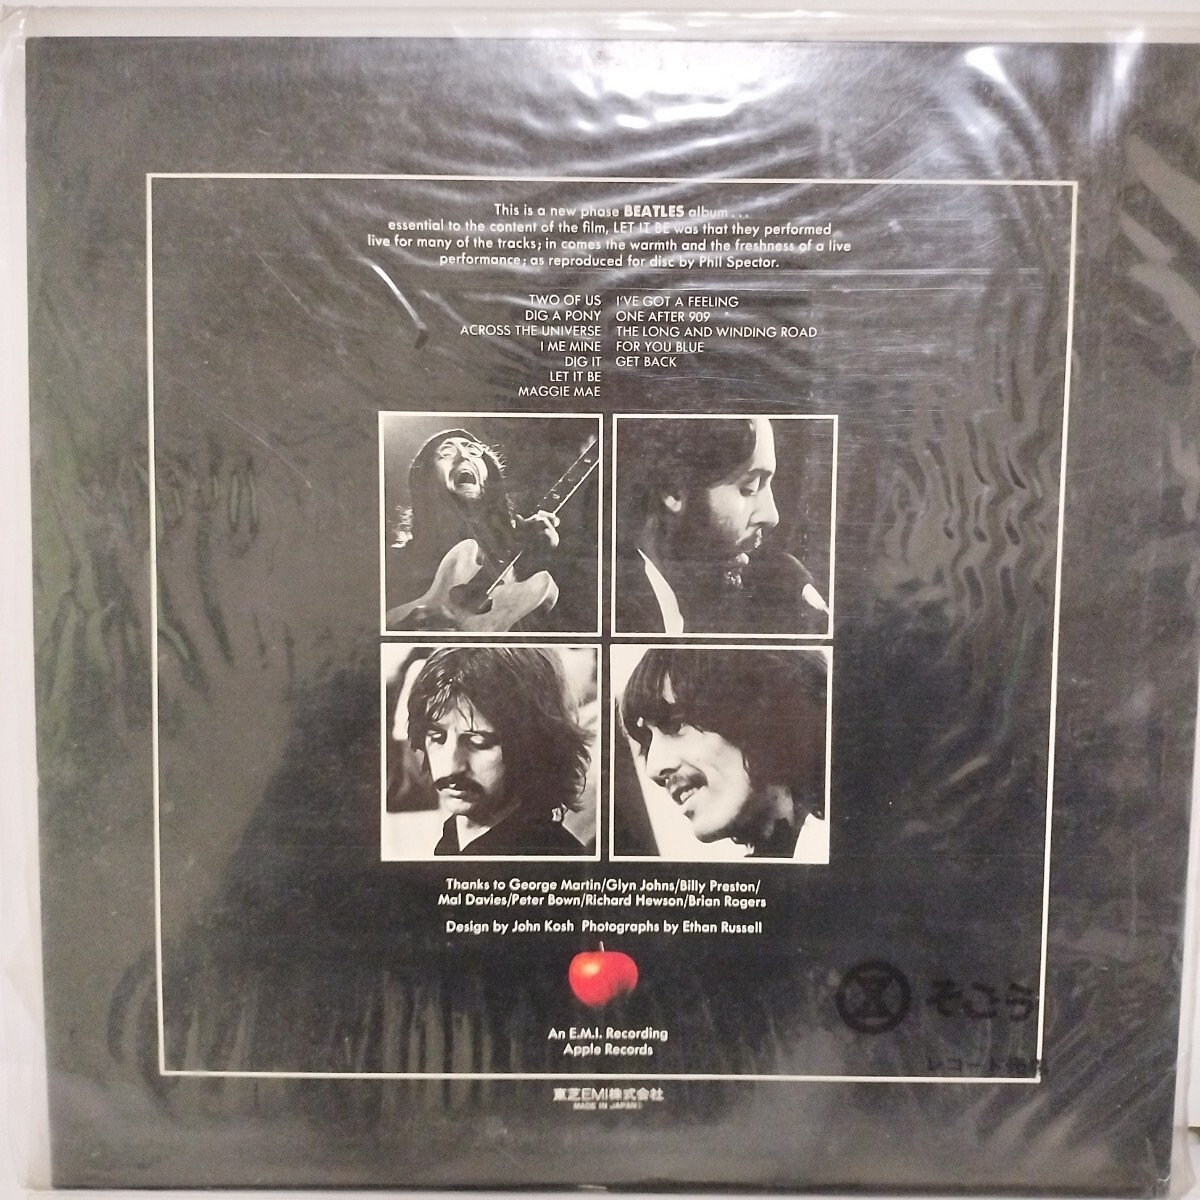 This is a new phase BEATLES album...
essential to the content of the film, LET IT BE was that they performed
live for many of the tracks; in comes the warmth and the freshness of a live
performance; as reproduced for disc by Phil Spector.
TWO OF US
DIG A PONY
ACROSS THE UNIVERSE
I ME MINE
DIG IT
LET IT BE
MAGGIE MAE
I'VE GOT A FEELING
ONE AFTER 909
THE LONG AND WINDING ROAD
FOR YOU BLUE
GET BACK
Thanks to George Martin/Glyn Johns/Billy Preston/
Mal Davies/Peter Bown/Richard Hewson/Brian Rogers
Design by John Kosh Photographs by Ethan Russell
そごう
レコード
An E.M.I. Recording
Apple Records
東芝EMI株式会社
MADE IN JAPAN